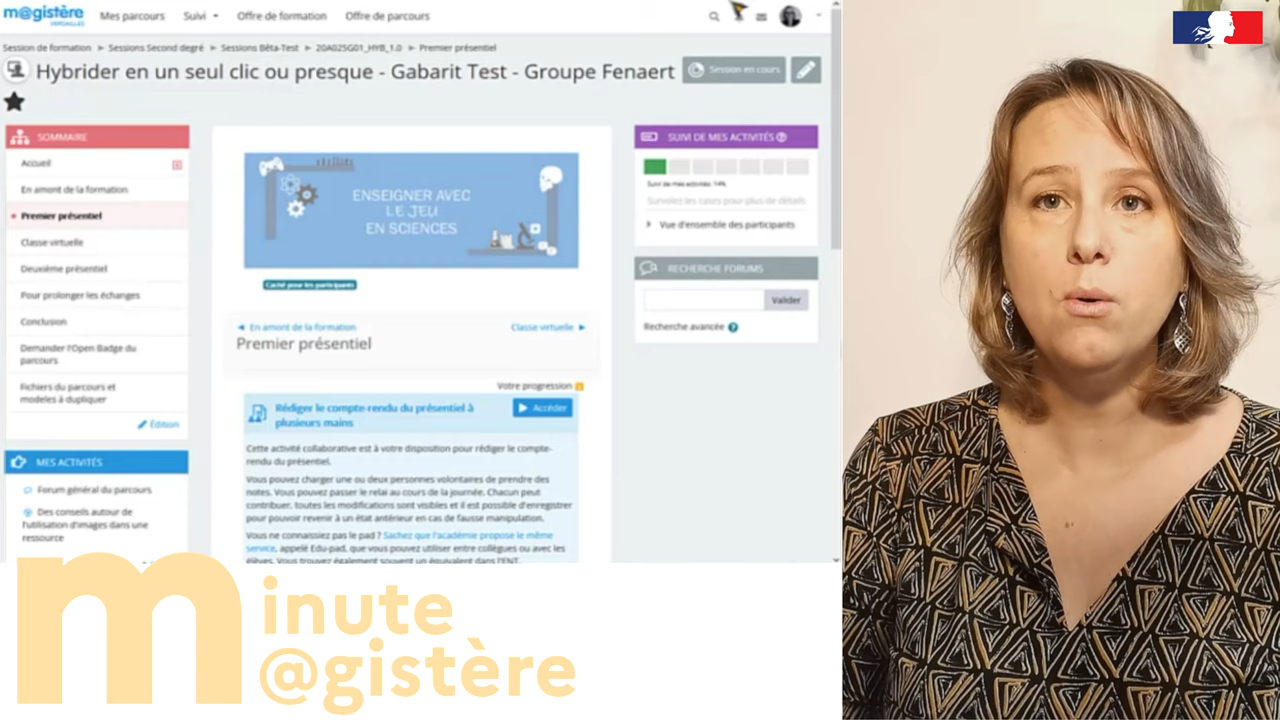 m@gistère
VERSAILLES
Mes parcours
Suivi
Offre de formation
Offre de parcours
Session de formation ► Sessions Second degré ► Sessions Bêta-Test ► 20A025G01_HYB_1.0 ► Premier présentiel
Hybrider en un seul clic ou presque - Gabarit Test - Groupe Fenaert
Session en cours
SOMMAIRE
Accueil
En amont de la formation
Premier présentiel
Classe virtuelle
Deuxième présentiel
Pour prolonger les échanges
Conclusion
Demander l'Open Badge du
parcours
Fichiers du parcours et
modeles à dupliquer
Édition
MES ACTIVITÉS
Forum général du parcours
Des conseils autour de
l'utilisation d'images dans une
ressource
ENSEIGNER AVEC
LE JEU
EN SCIENCES
Caché pour les participants
◄ En amont de la formation
Classe virtuelle ►
Premier présentiel
Votre progression
Rédiger le compte-rendu du présentiel à
plusieurs mains
Accéder
Cette activité collaborative est à votre disposition pour rédiger le compte-
rendu du présentiel.
Vous pouvez charger une ou deux personnes volontaires de prendre des
notes. Vous pouvez passer le relai au cours de la journée. Chacun peut
contribuer, toutes les modifications sont visibles et il est possible d'enregistrer
pour pouvoir revenir à un état antérieur en cas de fausse manipulation.
Vous ne connaissiez pas le pad ? Sachez que l'académie propose le même
service, appelé Edu-pad, que vous pouvez utiliser entre collègues ou avec les
élèves. Vous trouvez également souvent un équivalent dans l'ENT.
SUIVI DE MES ACTIVITÉS
Suivi de mes activités: 14%
Survolez les cases pour plus de détails
Vue d'ensemble des participants
RECHERCHE FORUMS
Valider
Recherche avancée
minute
m@gistère